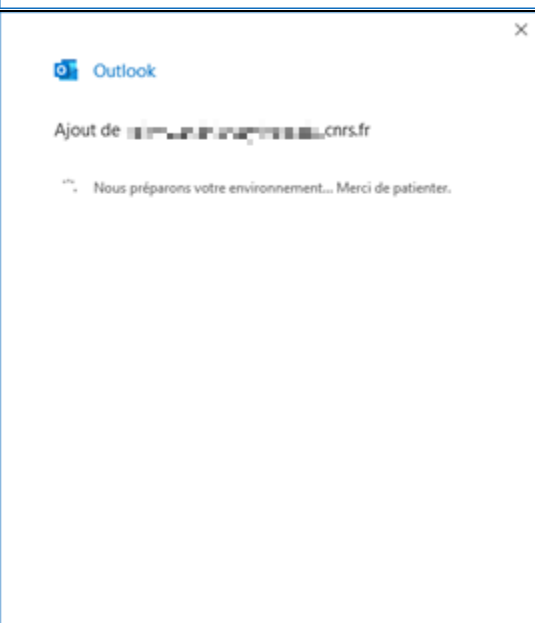 Outlook
Ajout de cnrs.fr
Nous préparons votre environnement... Merci de patienter.